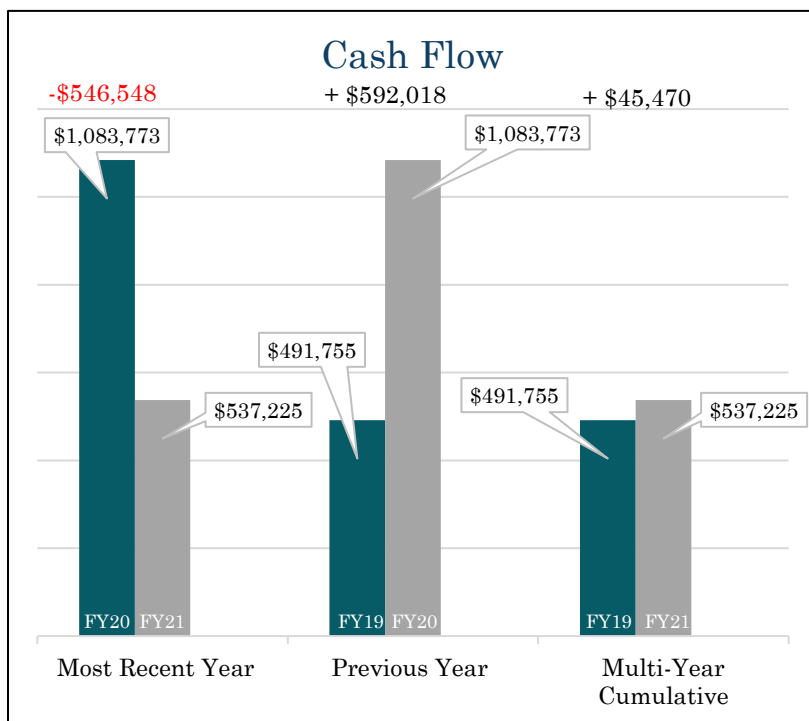 Cash Flow
-$546,548
+ $592,018
+ $45,470
$1,083,773
$1,083,773
$491,755
$491,755
$537,225
$537,225
FY20
FY21
FY19
FY20
FY19
FY21
Most Recent Year
Previous Year
Multi-Year
Cumulative